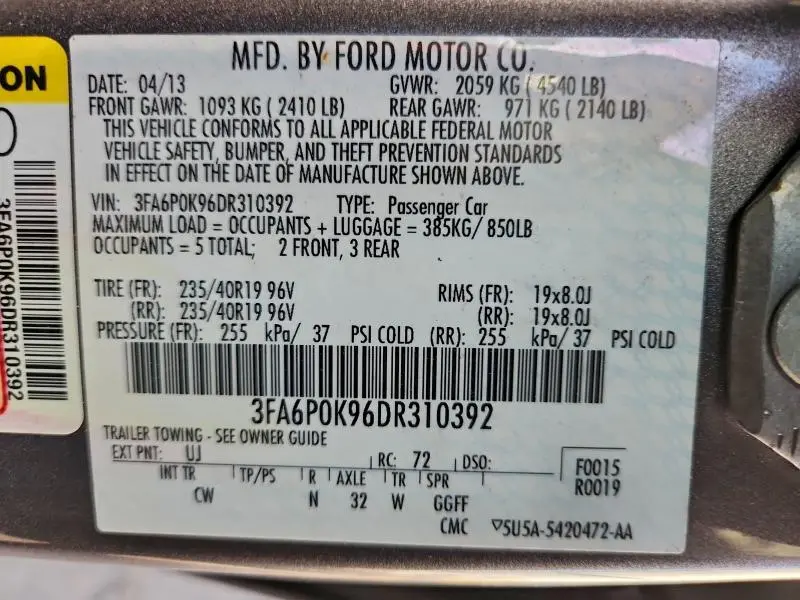 ON
3FA6P0K96DR310392
MFD. BY FORD MOTOR CO.
DATE: 04/13 GVWR: 2059 KG ( 4540 LB)
FRONT GAWR: 1093 KG ( 2410 LB) REAR GAWR: 971 KG ( 2140 LB)
THIS VEHICLE CONFORMS TO ALL APPLICABLE FEDERAL MOTOR
VEHICLE SAFETY, BUMPER, AND THEFT PREVENTION STANDARDS
IN EFFECT ON THE DATE OF MANUFACTURE SHOWN ABOVE.
VIN: 3FA6P0K96DR310392 TYPE: Passenger Car
MAXIMUM LOAD = OCCUPANTS + LUGGAGE = 385KG/ 850LB
OCCUPANTS = 5 TOTAL; 2 FRONT, 3 REAR
TIRE (FR): 235/40R19 96V RIMS (FR): 19x8.0J
(RR): 235/40R19 96V (RR): 19x8.0J
PRESSURE (FR): 255 kPa/ 37 PSI COLD (RR): 255 kPa/ 37 PSI COLD
3FA6P0K96DR310392
TRAILER TOWING - SEE OWNER GUIDE
EXT PNT: UJ RC: 72 DSO: F0015
INT TR TP/PS R AXLE TR SPR R0019
CW N 32 W GGFF
CMC ▽5U5A-5420472-AA